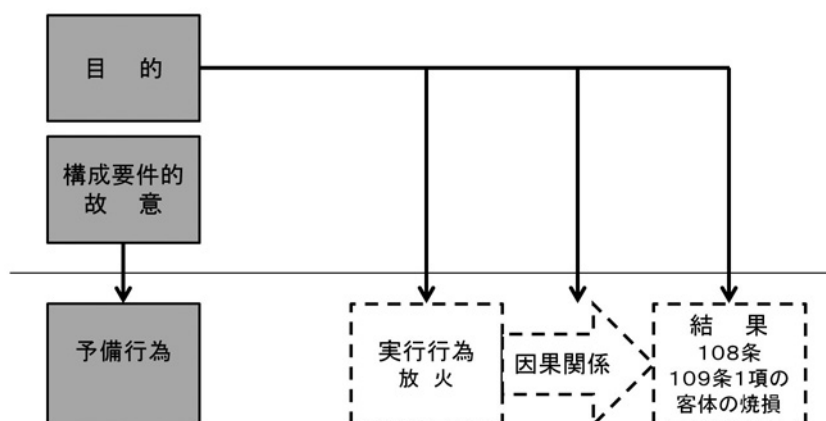 目 的
構成要件的
故 意
予備行為
実行行為
放 火
因果関係
結 果
108条
109条1項の
客体の焼損